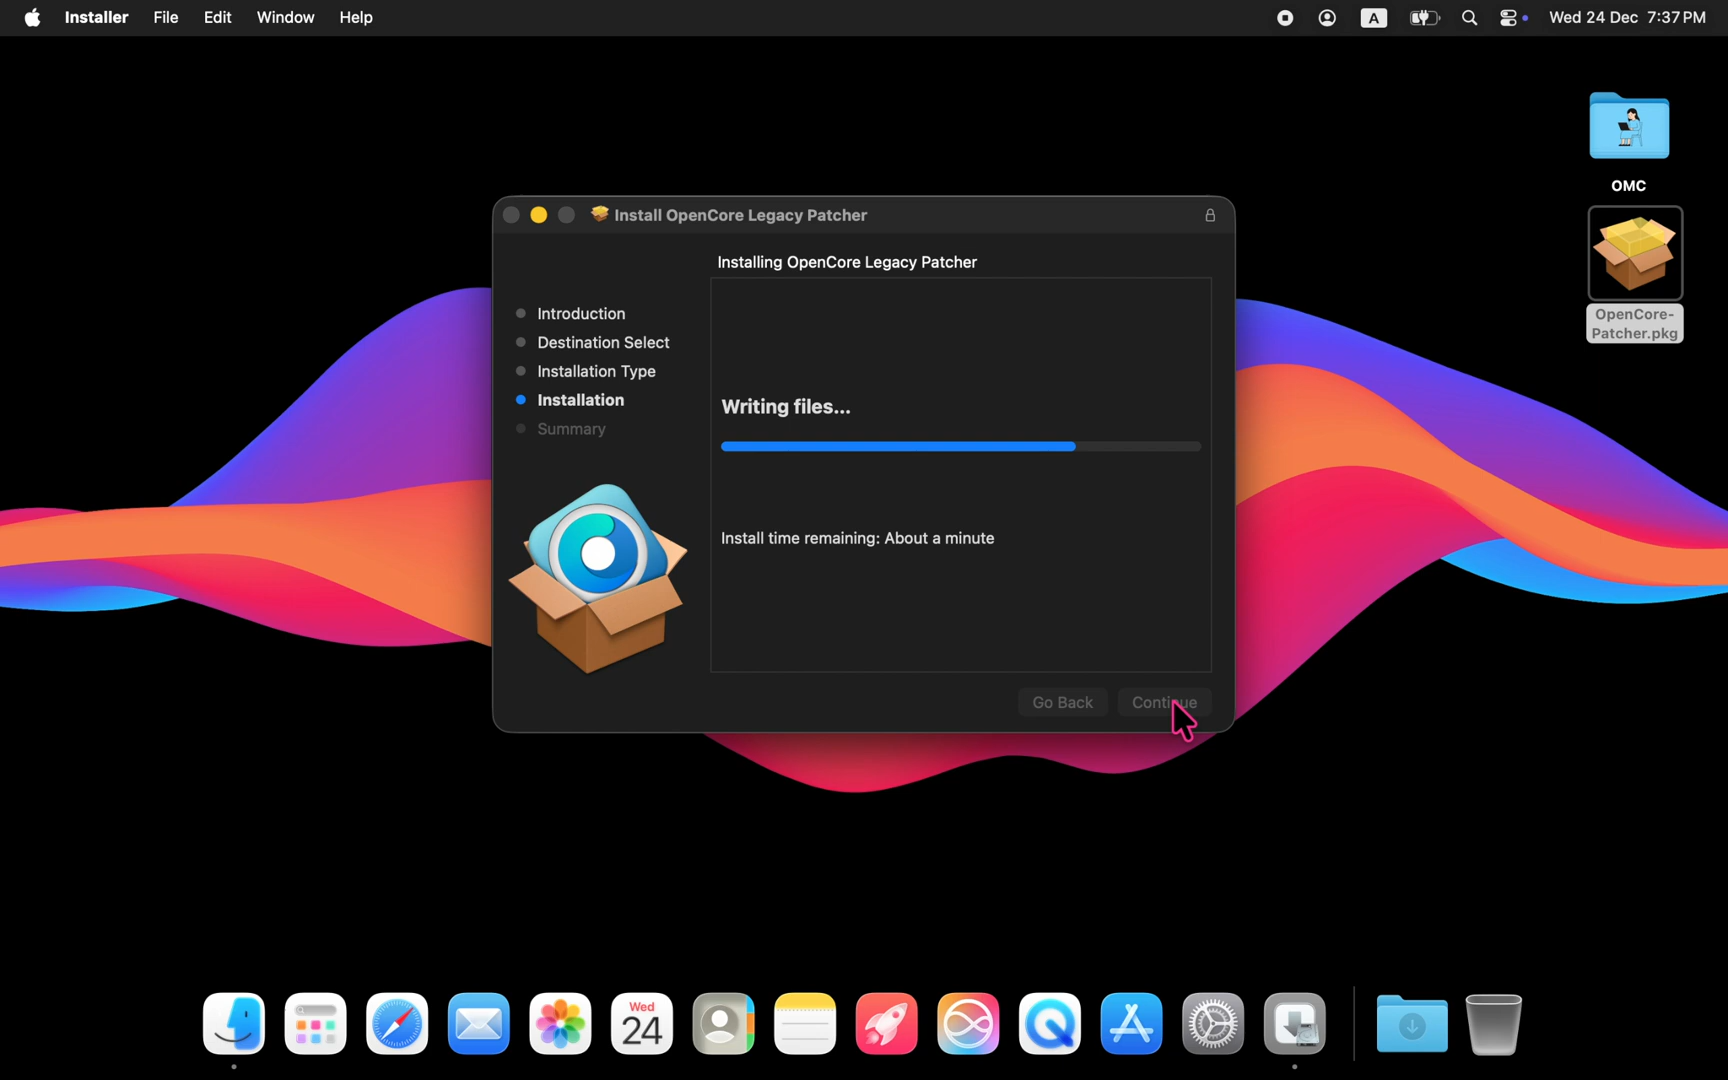 Installer File Edit Window Help
A Wed 24 Dec 7:37 PM
OMC
OpenCore-
Patcher.pkg
Install OpenCore Legacy Patcher
Installing OpenCore Legacy Patcher
Introduction
Destination Select
Installation Type
Installation
Summary
Writing files...
Install time remaining: About a minute
Go Back Continue
Wed
24